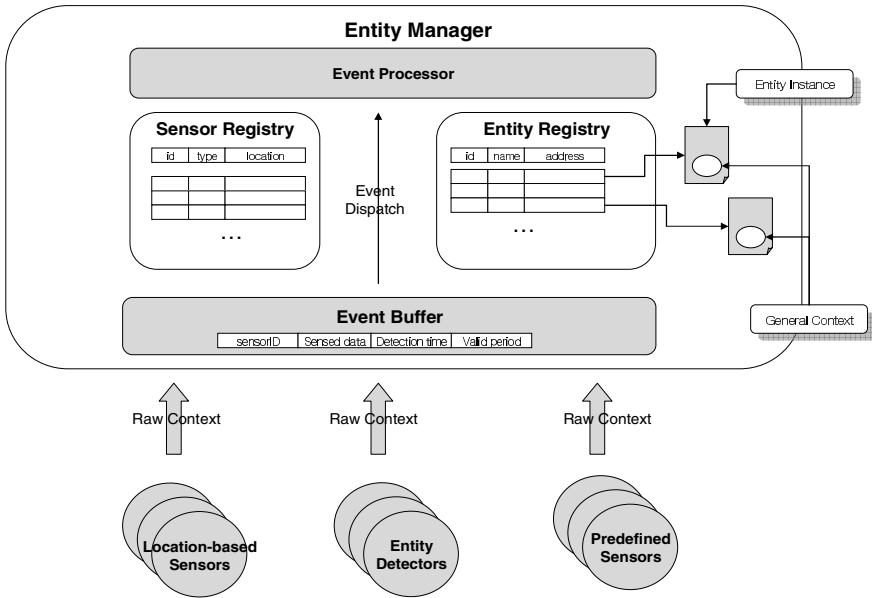 Entity Manager
Event Processor
Entity Instance
Sensor Registry
id type location
...
Event
Dispatch
Entity Registry
id name address
...
General Context
Event Buffer
sensorID Sensed data Detection time Valid period
Raw Context
Raw Context
Raw Context
Location-based
Sensors
Entity
Detectors
Predefined
Sensors